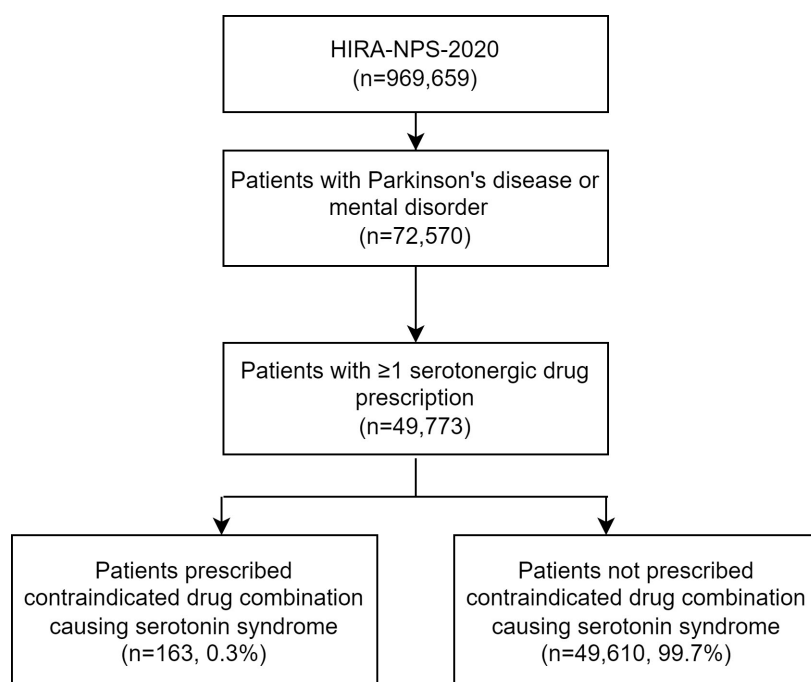 HIRA-NPS-2020
(n=969,659)
Patients with Parkinson's disease or
mental disorder
(n=72,570)
Patients with ≥1 serotonergic drug
prescription
(n=49,773)
Patients prescribed
contraindicated drug combination
causing serotonin syndrome
(n=163, 0.3%)
Patients not prescribed
contraindicated drug combination
causing serotonin syndrome
(n=49,610, 99.7%)